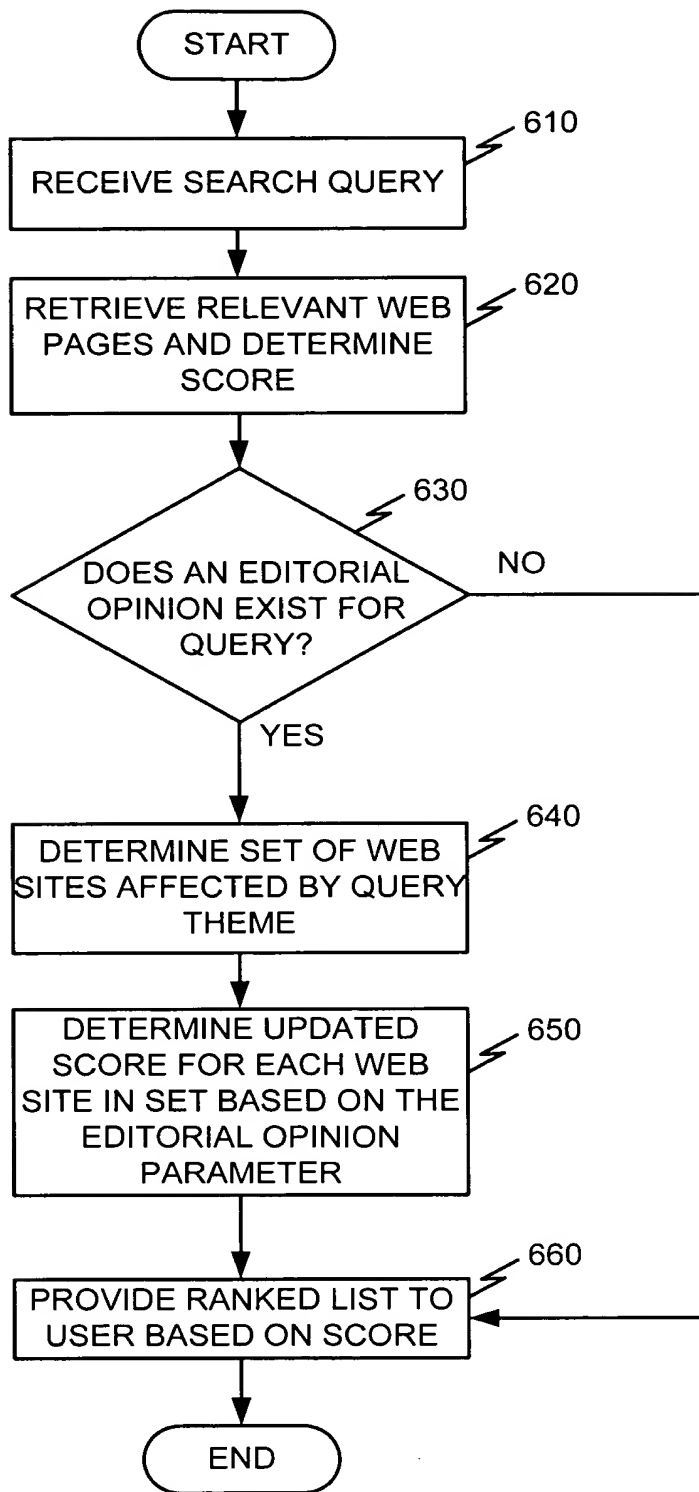 START
610
RECEIVE SEARCH QUERY
620
RETRIEVE RELEVANT WEB
PAGES AND DETERMINE
SCORE
630
DOES AN EDITORIAL
OPINION EXIST FOR
QUERY?
NO
YES
640
DETERMINE SET OF WEB
SITES AFFECTED BY QUERY
THEME
650
DETERMINE UPDATED
SCORE FOR EACH WEB
SITE IN SET BASED ON THE
EDITORIAL OPINION
PARAMETER
660
PROVIDE RANKED LIST TO
USER BASED ON SCORE
END